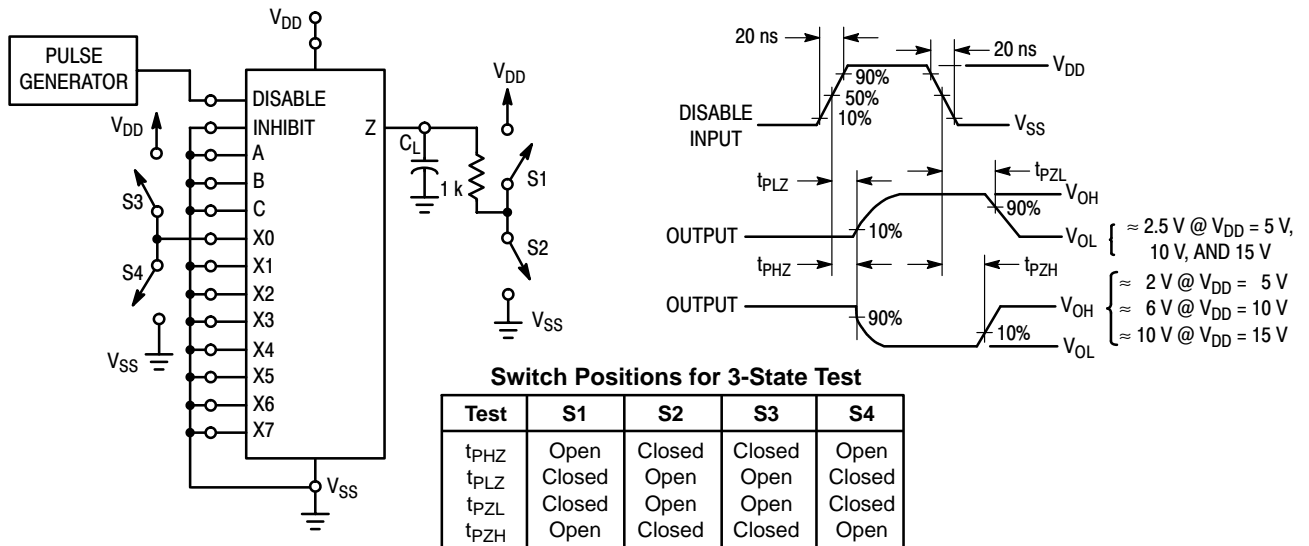 V_DD
PULSE GENERATOR
V_DD
DISABLE
INHIBIT
A
B
C
X0
X1
X2
X3
X4
X5
X6
X7
Z
S3
S4
V_SS
V_SS
C_L
1 k
V_DD
S1
S2
V_SS
20 ns
20 ns
V_DD
90%
50%
10%
DISABLE INPUT
V_SS
t_PLZ
t_PZL
V_OH
90%
OUTPUT
10%
V_OL
≈ 2.5 V @ V_DD = 5 V,
10 V, AND 15 V
t_PHZ
t_PZH
OUTPUT
90%
V_OH
10%
V_OL
≈ 2 V @ V_DD = 5 V
≈ 6 V @ V_DD = 10 V
≈ 10 V @ V_DD = 15 V
Switch Positions for 3-State Test
Test S1 S2 S3 S4
t_PHZ Open Closed Closed Open
t_PLZ Closed Open Open Closed
t_PZL Closed Open Open Closed
t_PZH Open Closed Closed Open